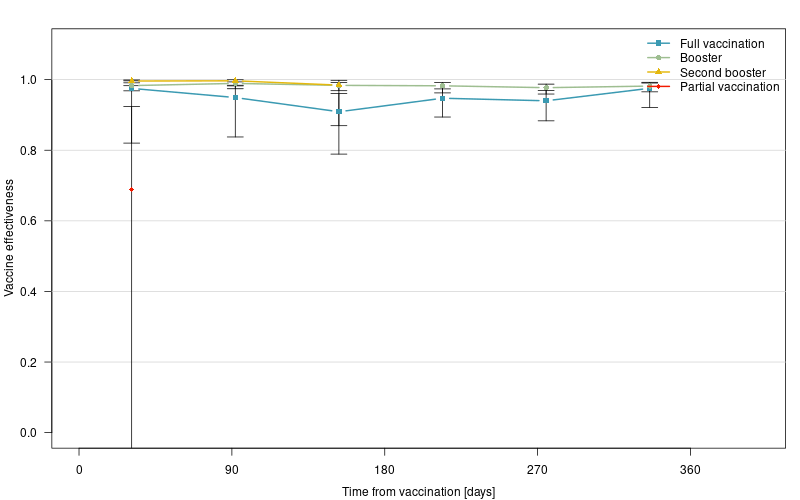 Full vaccination
Booster
Second booster
Partial vaccination
Vaccine effectiveness
1.0
0.8
0.6
0.4
0.2
0.0
0
90
180
270
360
Time from vaccination [days]